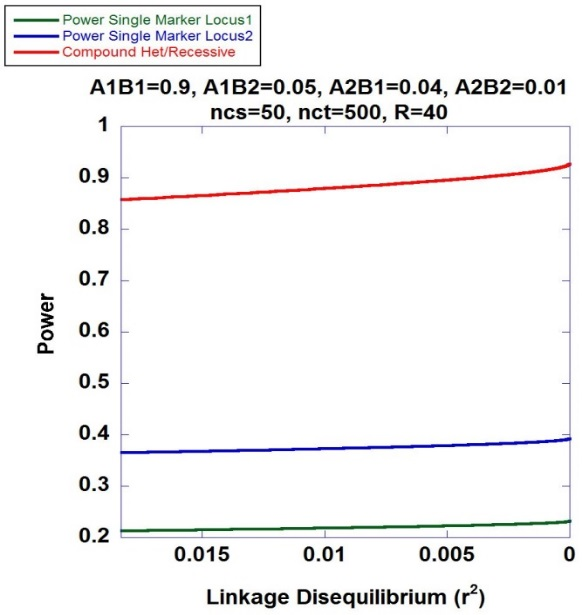 Power Single Marker Locus1
Power Single Marker Locus2
Compound Het/Recessive
A1B1=0.9, A1B2=0.05, A2B1=0.04, A2B2=0.01
ncs=50, nct=500, R=40
1
0.9
0.8
0.7
0.6
0.5
0.4
0.3
0.2
Power
0.015
0.01
0.005
0
Linkage Disequilibrium (r²)